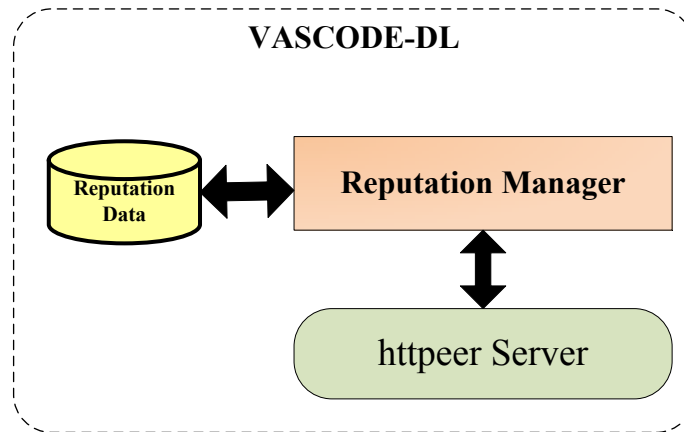 VASCODE-DL
Reputation
Data
Reputation Manager
httpeer Server